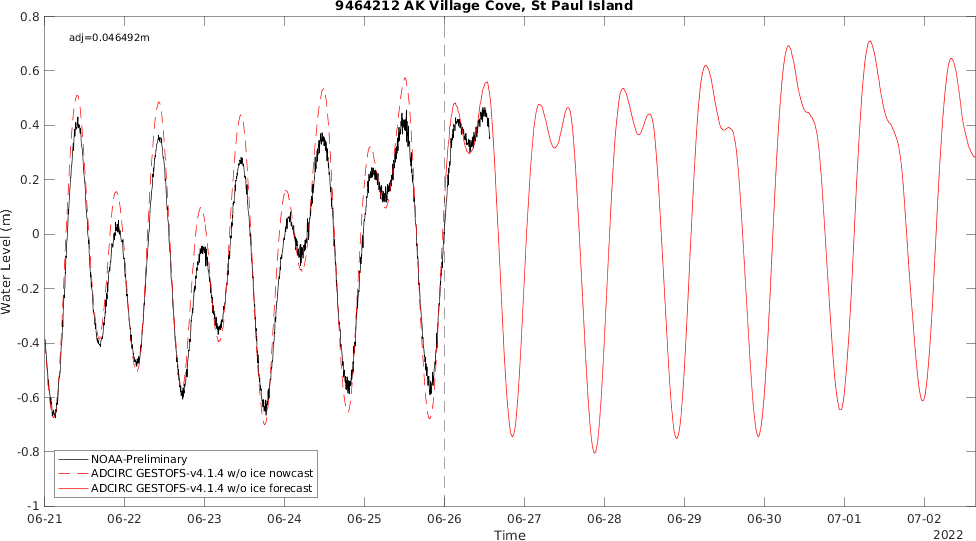 9464212 AK Village Cove, St Paul Island
adj=0.046492m
0.8
0.6
0.4
0.2
0
-0.2
-0.4
-0.6
-0.8
-1
Water Level (m)
NOAA-Preliminary
ADCIRC GESTOFS-v4.1.4 w/o ice nowcast
ADCIRC GESTOFS-v4.1.4 w/o ice forecast
06-21 06-22 06-23 06-24 06-25 06-26 06-27 06-28 06-29 06-30 07-01 07-02
Time
2022